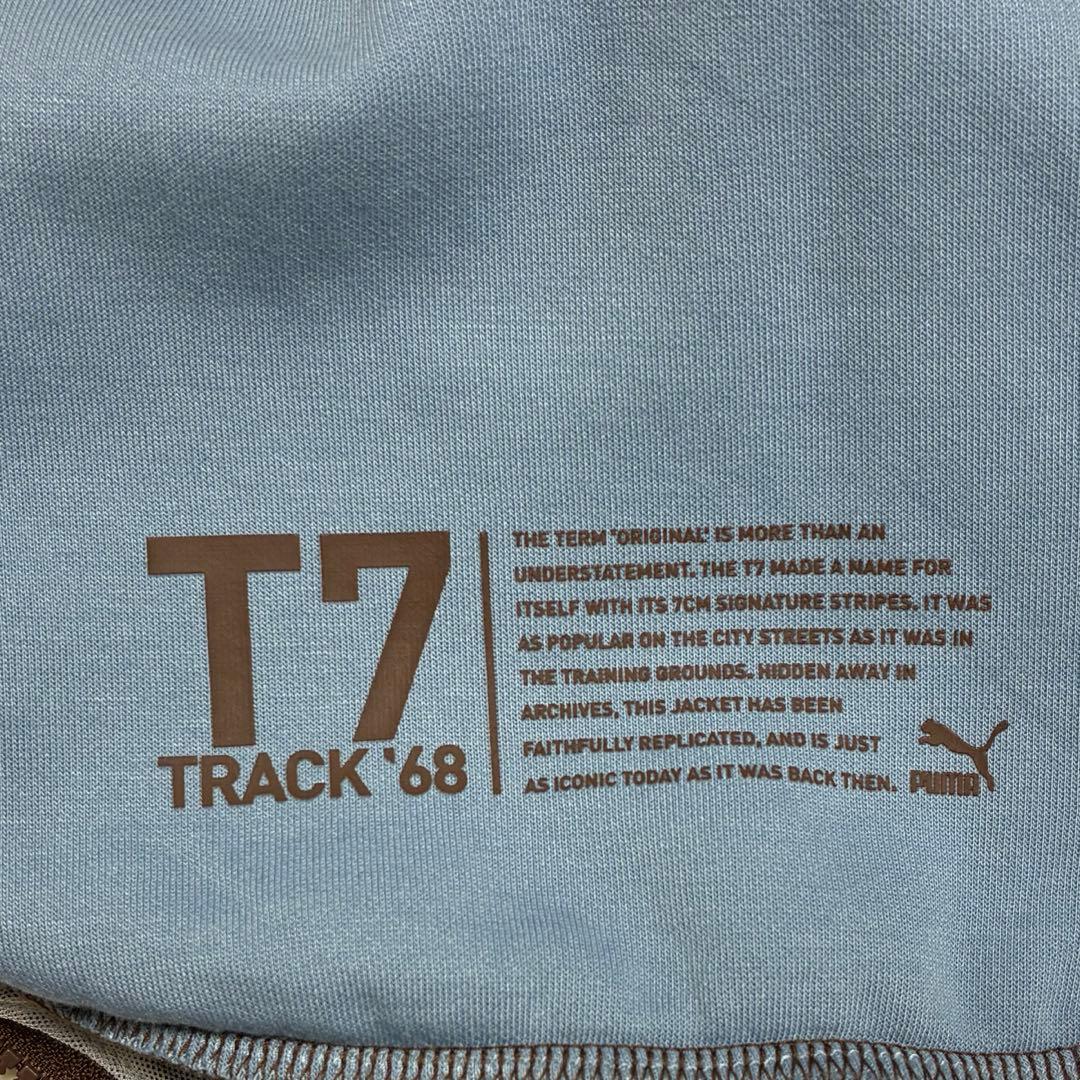 T7
TRACK '68
THE TERM 'ORIGINAL' IS MORE THAN AN
UNDERSTATEMENT. THE T7 MADE A NAME FOR
ITSELF WITH ITS 7CM SIGNATURE STRIPES. IT WAS
AS POPULAR ON THE CITY STREETS AS IT WAS IN
THE TRAINING GROUNDS. HIDDEN AWAY IN
ARCHIVES, THIS JACKET HAS BEEN
FAITHFULLY REPLICATED, AND IS JUST
AS ICONIC TODAY AS IT WAS BACK THEN.
PUMA